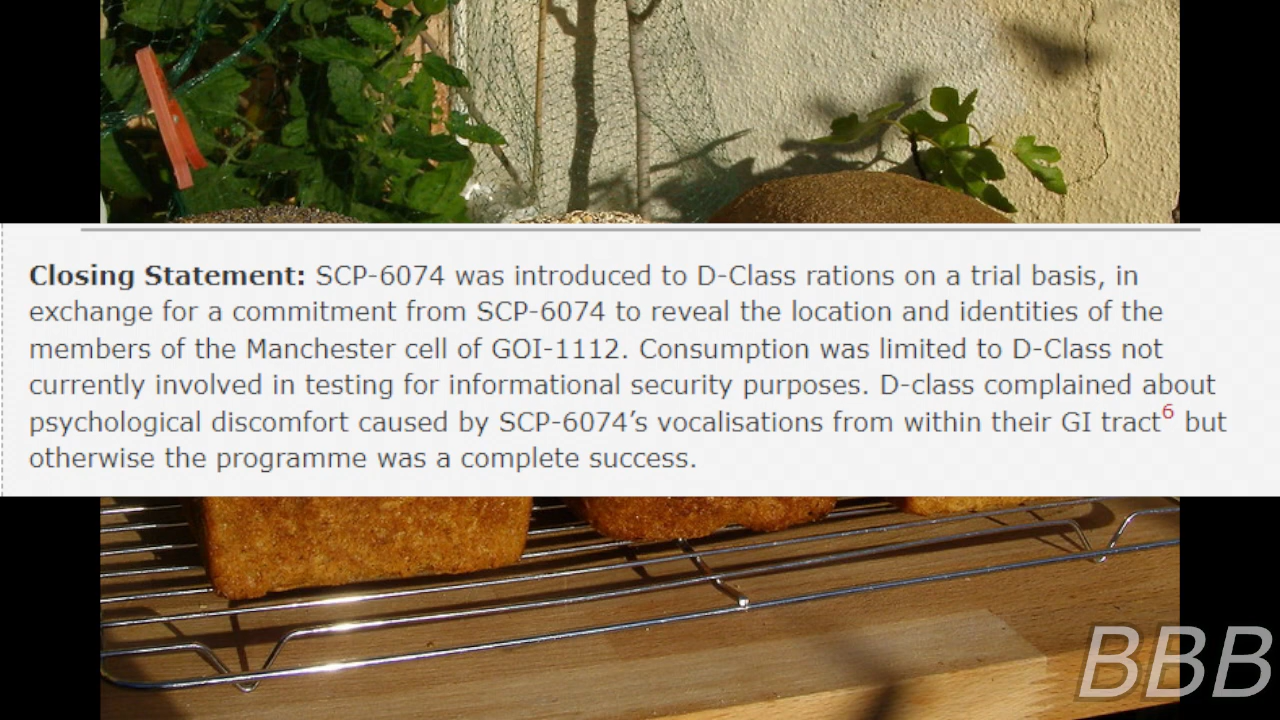 Closing Statement: SCP-6074 was introduced to D-Class rations on a trial basis, in
exchange for a commitment from SCP-6074 to reveal the location and identities of the
members of the Manchester cell of GOI-1112. Consumption was limited to D-Class not
currently involved in testing for informational security purposes. D-class complained about
psychological discomfort caused by SCP-6074’s vocalisations from within their GI tract6 but
otherwise the programme was a complete success.
BBB